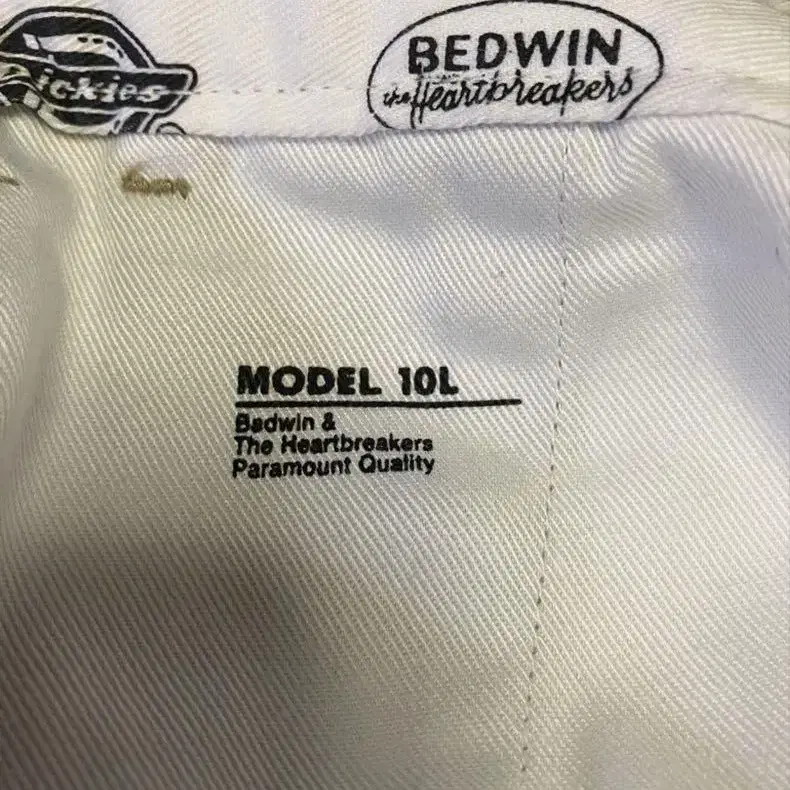 Dickies
BEDWIN
the Heartbreakers
MODEL 10L
Bedwin &
The Heartbreakers
Paramount Quality